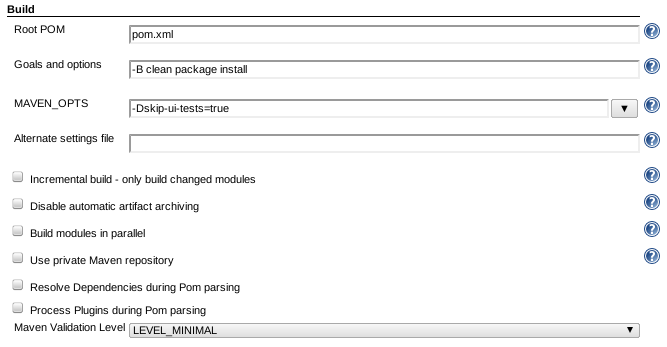 Build
Root POM pom.xml
Goals and options -B clean package install
MAVEN_OPTS -Dskip-ui-tests=true
Alternate settings file
Incremental build - only build changed modules
Disable automatic artifact archiving
Build modules in parallel
Use private Maven repository
Resolve Dependencies during Pom parsing
Process Plugins during Pom parsing
Maven Validation Level LEVEL_MINIMAL